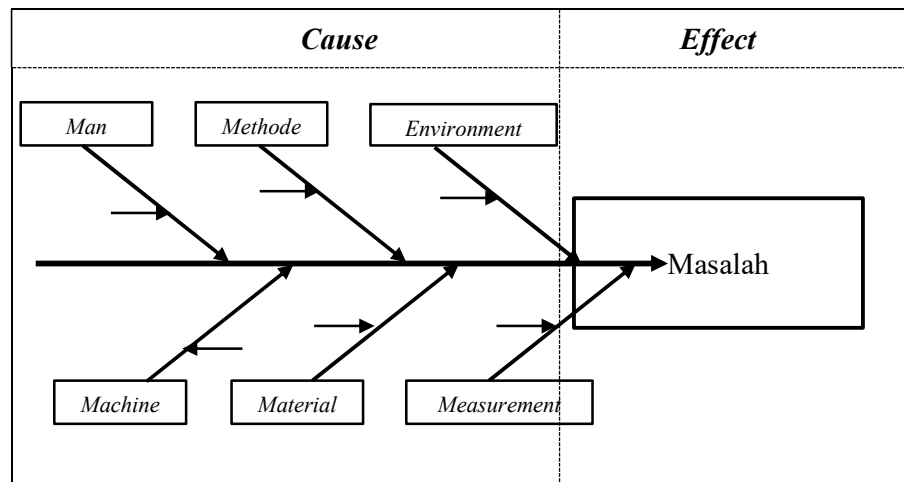 Cause
Effect
Man
Methode
Environment
Masalah
Machine
Material
Measurement